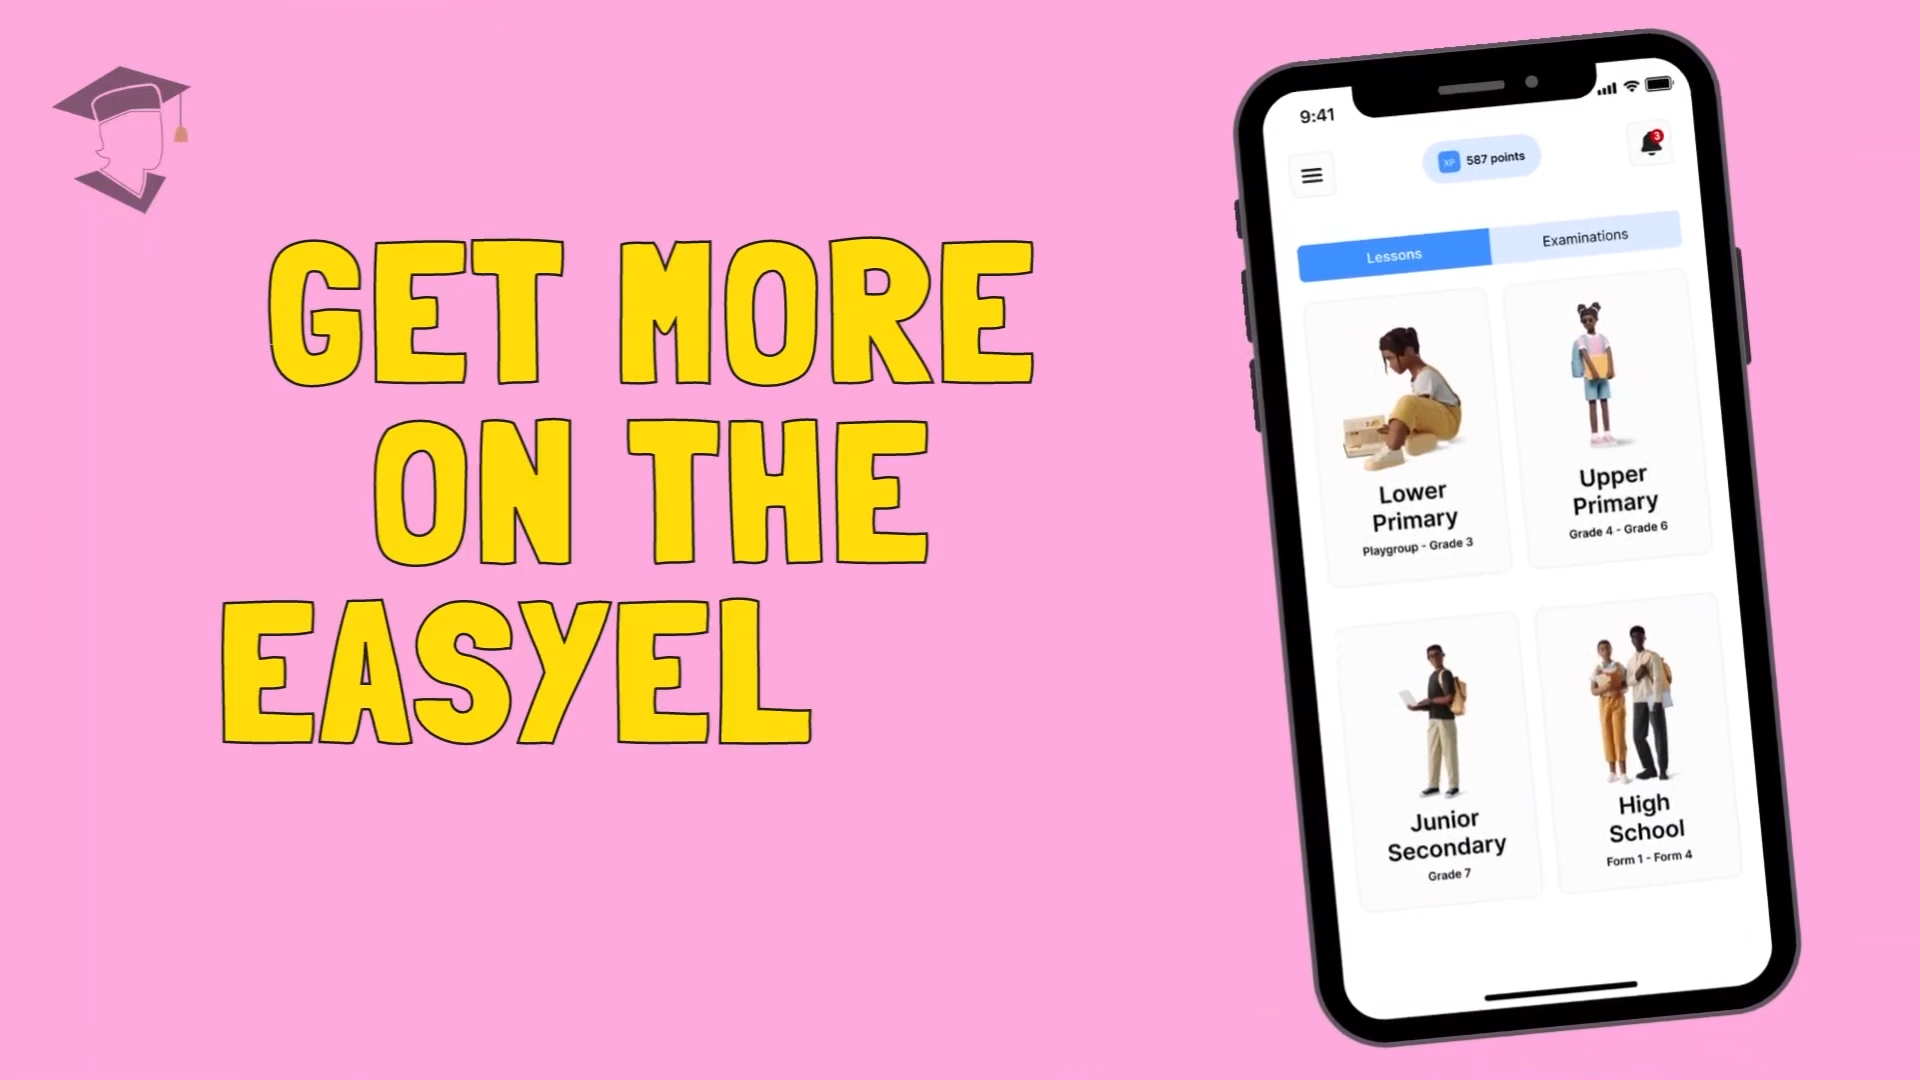 GET MORE
ON THE
EASYEL
9:41
XP 587 points
3
Lessons
Examinations
Lower
Primary
Playgroup - Grade 3
Upper
Primary
Grade 4 - Grade 6
Junior
Secondary
Grade 7
High
School
Form 1 - Form 4